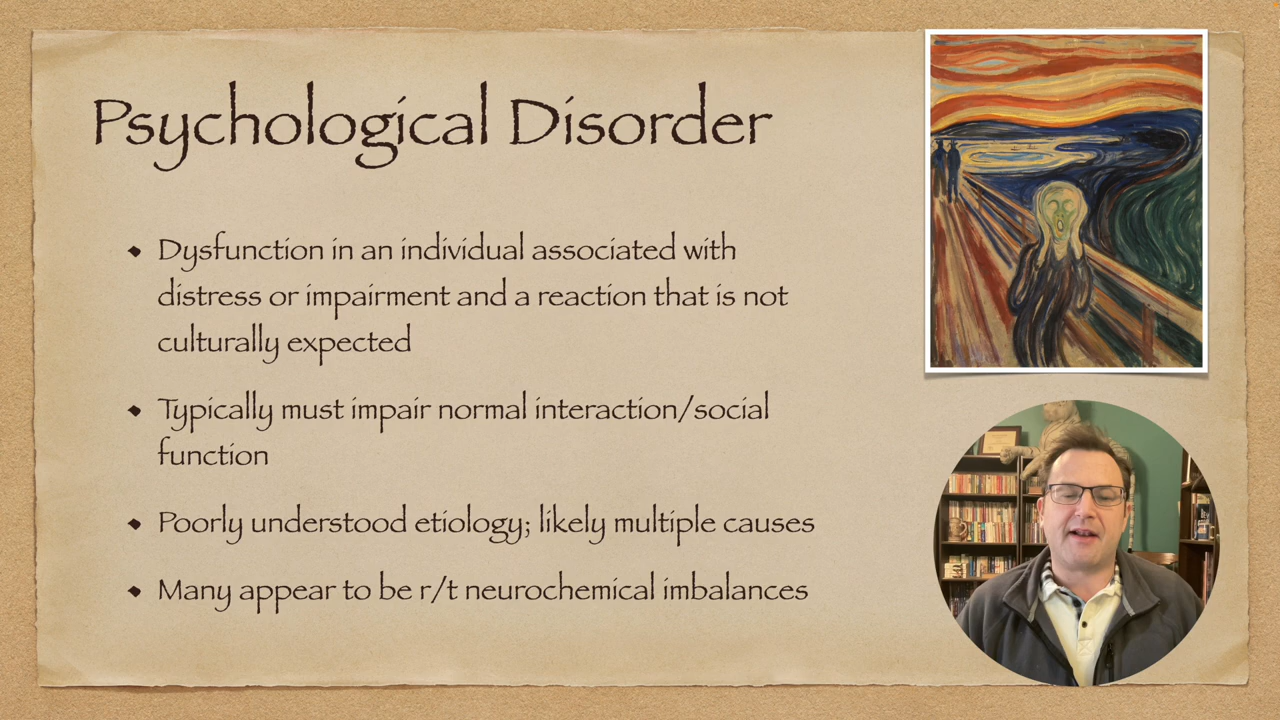 Psychological Disorder
Dysfunction in an individual associated with
distress or impairment and a reaction that is not
culturally expected
Typically must impair normal interaction/social
function
Poorly understood etiology; likely multiple causes
Many appear to be r/t neurochemical imbalances